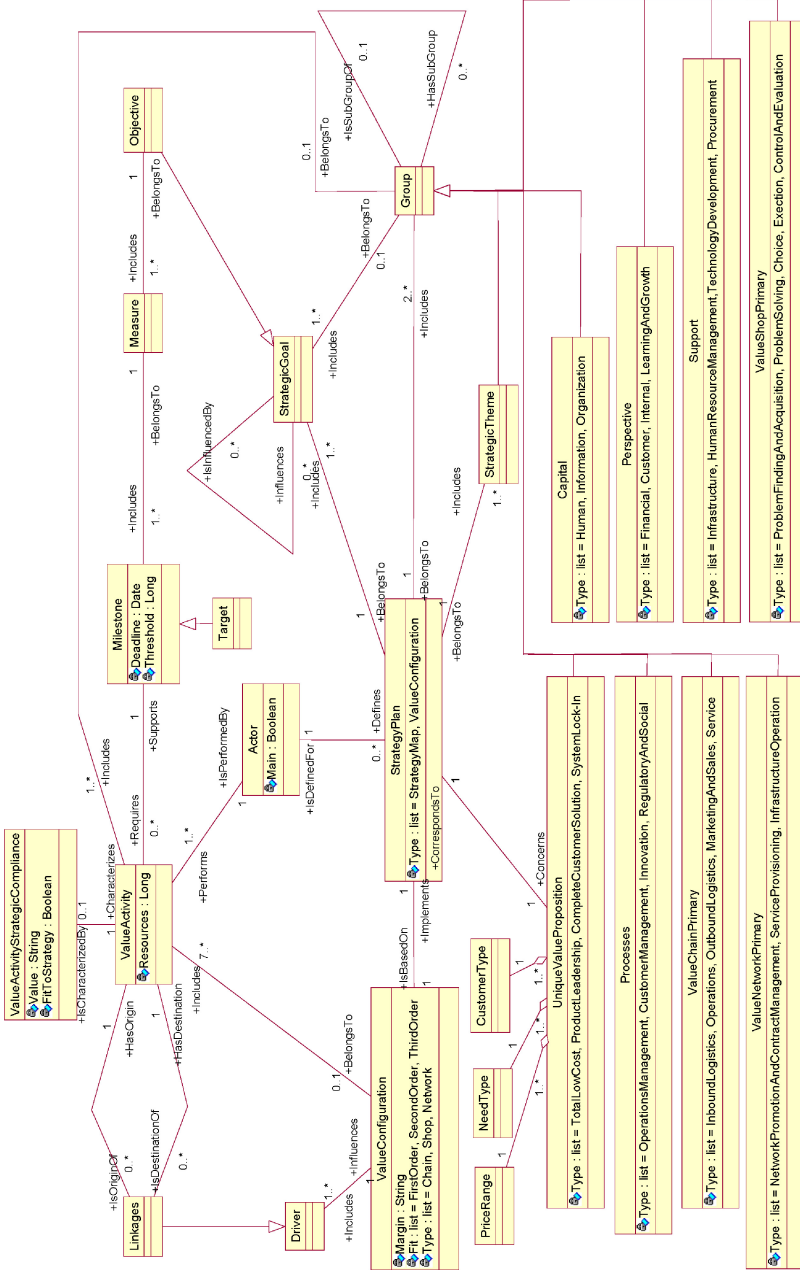 ValueActivityStrategicCompliance
Value : String
FitToStrategy : Boolean
+IsCharacterizedBy
0..1
1
+Characterizes
ValueActivity
Resources : Long
+HasOrigin
1
+IsOriginOf
0..*
+HasDestination
1
+IsDestinationOf
0..*
Linkages
Driver
1..*
+Includes
+Influences
1
ValueConfiguration
Margin : String
Fit : list = FirstOrder, SecondOrder, ThirdOrder
Type : list = Chain, Shop, Network
+Includes
7..*
0..1
+BelongsTo
1..*
+Includes
+Requires
0..*
1
+Supports
Milestone
Deadline : Date
Threshold : Long
Target
+Includes
1..*
1
+BelongsTo
Measure
+Includes
1..*
1
+BelongsTo
Objective
1..*
+Performs
1
+IsPerformedBy
Actor
Main : Boolean
1
+IsDefinedFor
0..*
+Defines
StrategyPlan
Type : list = StrategyMap, ValueConfiguration
1
+IsBasedOn
1
+Implements
+CorrespondsTo
1
1
+Concerns
1
+BelongsTo
1..*
+Includes
StrategicGoal
+IsInfluencedBy
0..*
+Influences
0..*
1..*
+Includes
0..1
+BelongsTo
1
+BelongsTo
2..*
+Includes
1
+BelongsTo
1..*
+Includes
StrategicTheme
Group
0..1
+BelongsTo
+IsSubGroupOf
0..1
+HasSubGroup
0..*
CustomerType
1
1..*
NeedType
1
1..*
PriceRange
1
1..*
UniqueValueProposition
Type : list = TotalLowCost, ProductLeadership, CompleteCustomerSolution, SystemLock-In
Processes
Type : list = OperationsManagement, CustomerManagement, Innovation, RegulatoryAndSocial
ValueChainPrimary
Type : list = InboundLogistics, Operations, OutboundLogistics, MarketingAndSales, Service
ValueNetworkPrimary
Type : list = NetworkPromotionAndContractManagement, ServiceProvisioning, InfrastructureOperation
Capital
Type : list = Human, Information, Organization
Perspective
Type : list = Financial, Customer, Internal, LearningAndGrowth
Support
Type : list = Infrastructure, HumanResourceManagement,TechnologyDevelopment, Procurement
ValueShopPrimary
Type : list = ProblemFindingAndAcquisition, ProblemSolving, Choice, Exection, ControlAndEvaluation